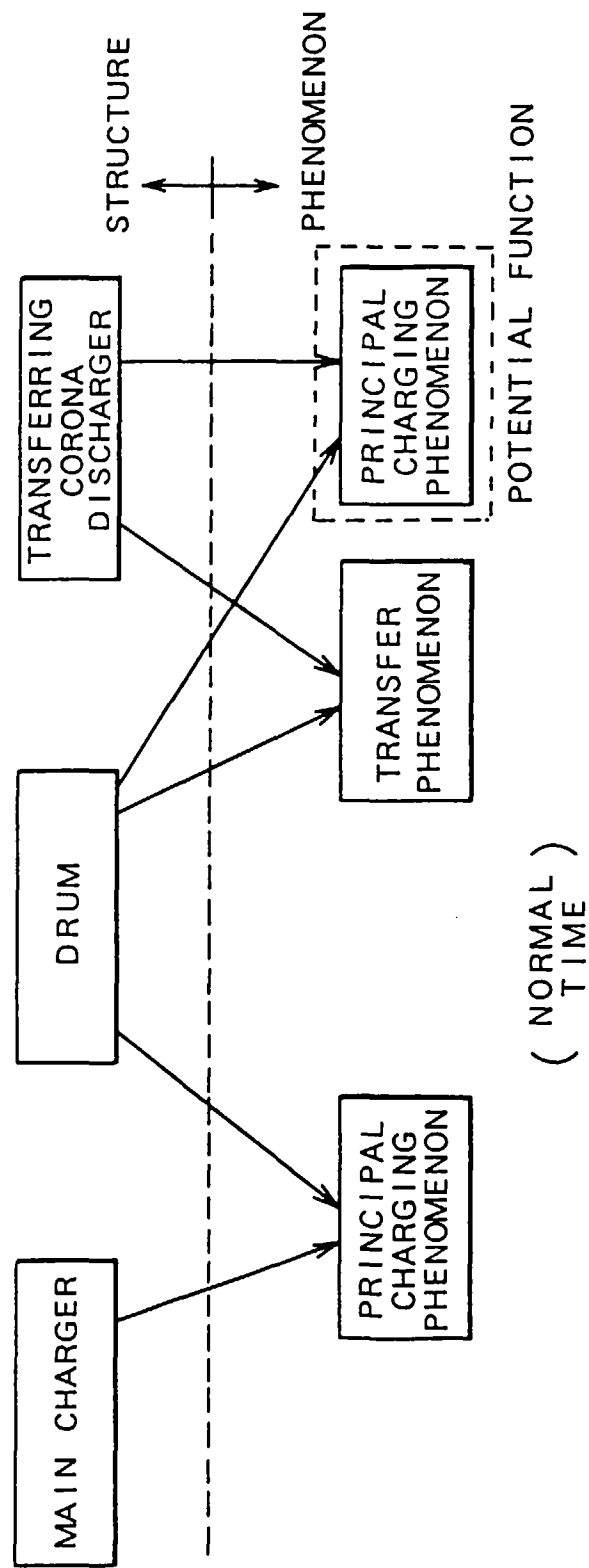 MAIN CHARGER
DRUM
TRANSFERRING
CORONA
DISCHARGER
STRUCTURE
PHENOMENON
PRINCIPAL
CHARGING
PHENOMENON
TRANSFER
PHENOMENON
PRINCIPAL
CHARGING
PHENOMENON
POTENTIAL FUNCTION
( NORMAL )
TIME